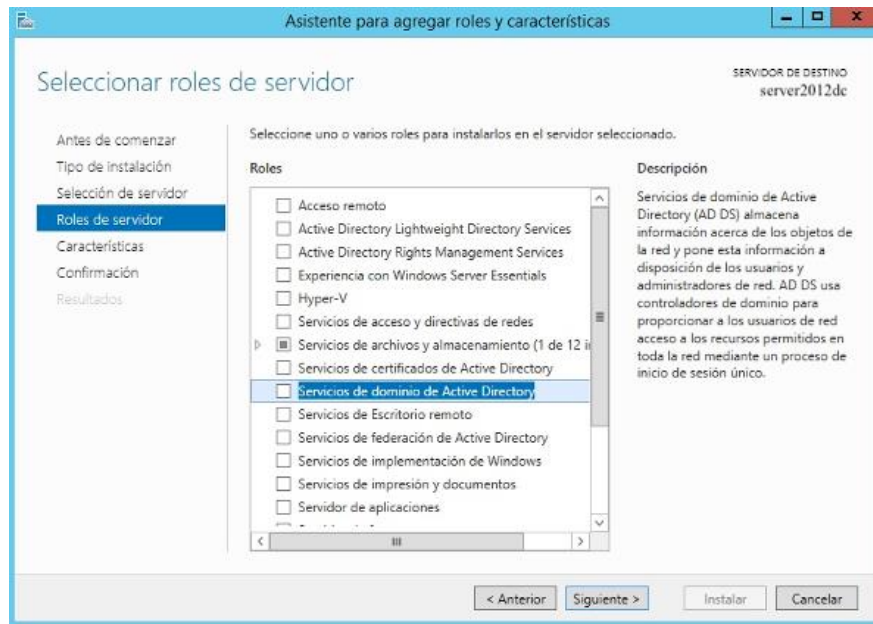 Asistente para agregar roles y características
Seleccionar roles de servidor
SERVIDOR DE DESTINO
server2012dc
Antes de comenzar
Tipo de instalación
Selección de servidor
Roles de servidor
Características
Confirmación
Resultados
Seleccione uno o varios roles para instalarlos en el servidor seleccionado.
Roles
Acceso remoto
Active Directory Lightweight Directory Services
Active Directory Rights Management Services
Experiencia con Windows Server Essentials
Hyper-V
Servicios de acceso y directivas de redes
Servicios de archivos y almacenamiento (1 de 12 i
Servicios de certificados de Active Directory
Servicios de dominio de Active Directory
Servicios de Escritorio remoto
Servicios de federación de Active Directory
Servicios de implementación de Windows
Servicios de impresión y documentos
Servidor de aplicaciones
Descripción
Servicios de dominio de Active
Directory (AD DS) almacena
información acerca de los objetos de
la red y pone esta información a
disposición de los usuarios y
administradores de red. AD DS usa
controladores de dominio para
proporcionar a los usuarios de red
acceso a los recursos permitidos en
toda la red mediante un proceso de
inicio de sesión único.
< Anterior
Siguiente >
Instalar
Cancelar